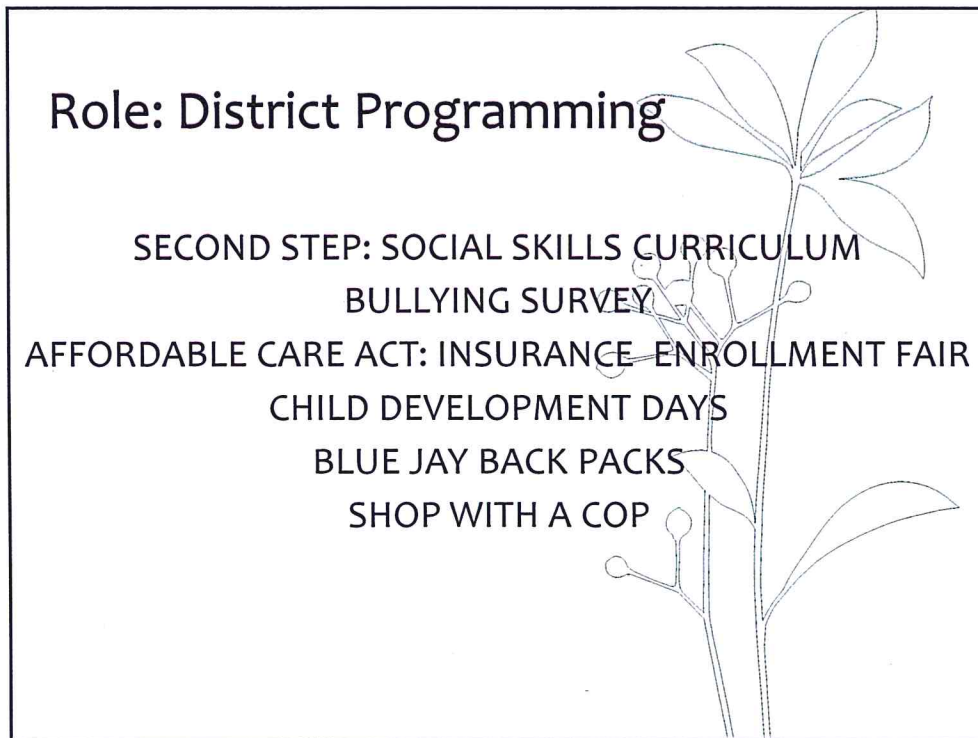 Role: District Programming
SECOND STEP: SOCIAL SKILLS CURRICULUM
BULLYING SURVEY
AFFORDABLE CARE ACT: INSURANCE ENROLLMENT FAIR
CHILD DEVELOPMENT DAYS
BLUE JAY BACK PACKS
SHOP WITH A COP